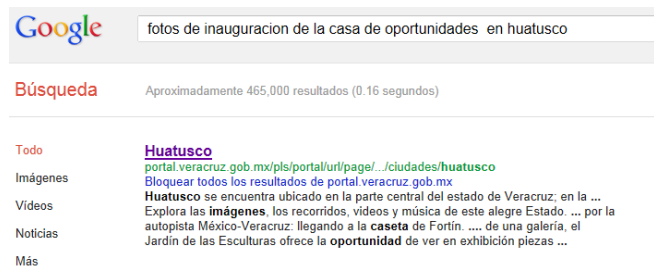 Google
fotos de inauguracion de la casa de oportunidades en huatusco
Búsqueda
Aproximadamente 465,000 resultados (0.16 segundos)
Todo
Imágenes
Vídeos
Noticias
Más
Huatusco
portal.veracruz.gob.mx/pls/portal/url/page/.../ciudades/huatusco
Bloquear todos los resultados de portal.veracruz.gob.mx
Huatusco se encuentra ubicado en la parte central del estado de Veracruz; en la ...
Explora las imágenes, los recorridos, videos y música de este alegre Estado. ... por la
autopista México-Veracruz: llegando a la caseta de Fortín. .... de una galería, el
Jardín de las Esculturas ofrece la oportunidad de ver en exhibición piezas ...